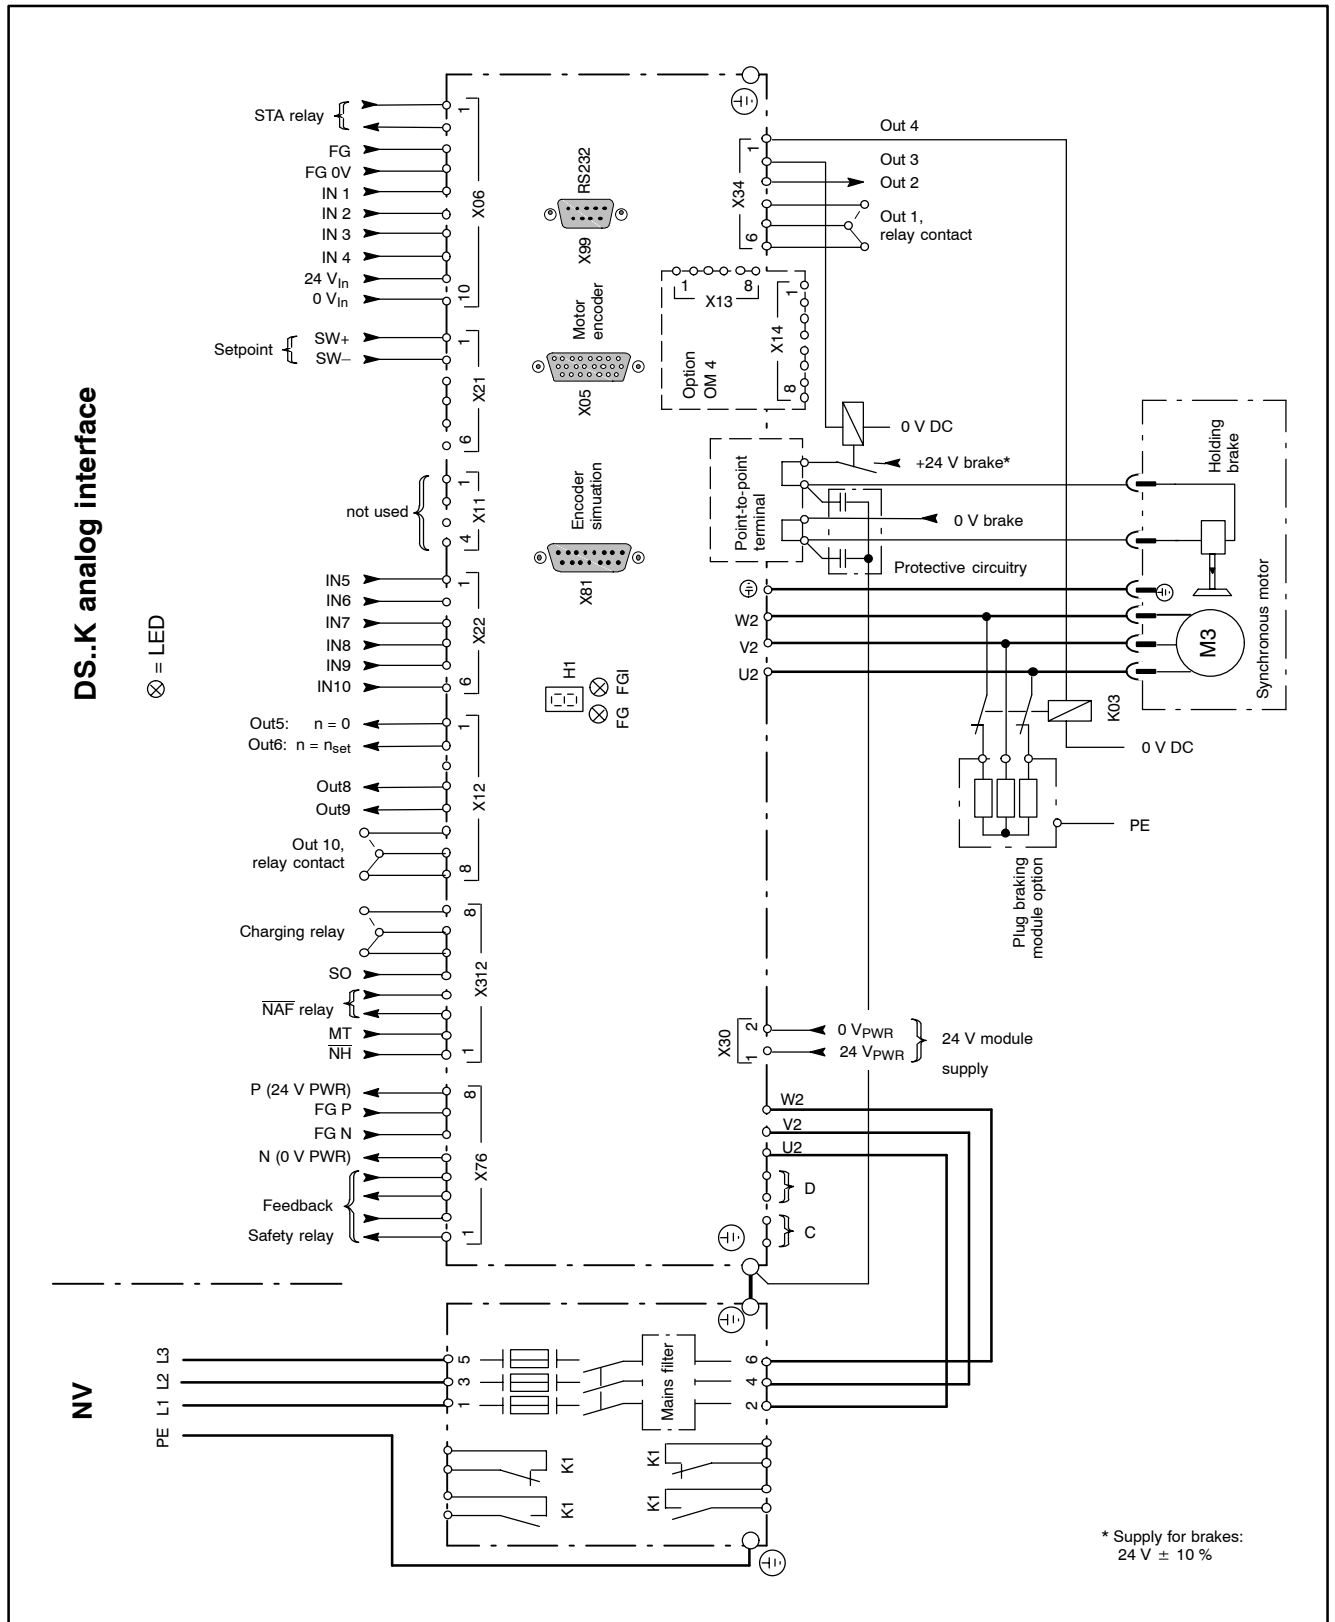 DS..K analog interface
⊗ = LED
STA relay
FG
FG 0V
IN 1
IN 2
IN 3
IN 4
24 VIn
0 VIn
1
X06
10
Setpoint
SW+
SW–
1
X21
6
not used
1
X11
4
IN5
IN6
IN7
IN8
IN9
IN10
1
X22
6
Out5: n = 0
Out6: n = nset
Out8
Out9
Out 10,
relay contact
1
X12
8
Charging relay
SO
NAF relay
MT
NH
8
X312
1
P (24 V PWR)
FG P
FG N
N (0 V PWR)
Feedback
Safety relay
8
X76
1
RS232
X99
Motor
encoder
X05
Encoder
simuation
X81
H1
FG
FGI
1
X34
6
Out 4
Out 3
Out 2
Out 1,
relay contact
1
X13
8
1
X14
8
Option
OM 4
0 V DC
+24 V brake*
Point-to-point
terminal
0 V brake
Protective circuitry
W2
V2
U2
Holding
brake
M3
Synchronous motor
K03
0 V DC
PE
Plug braking
module option
X30
2
1
0 VPWR
24 VPWR
24 V module
supply
W2
V2
U2
D
C
NV
L3
L2
L1
PE
5
3
1
Mains filter
6
4
2
K1
K1
K1
K1
* Supply for brakes:
24 V ± 10 %